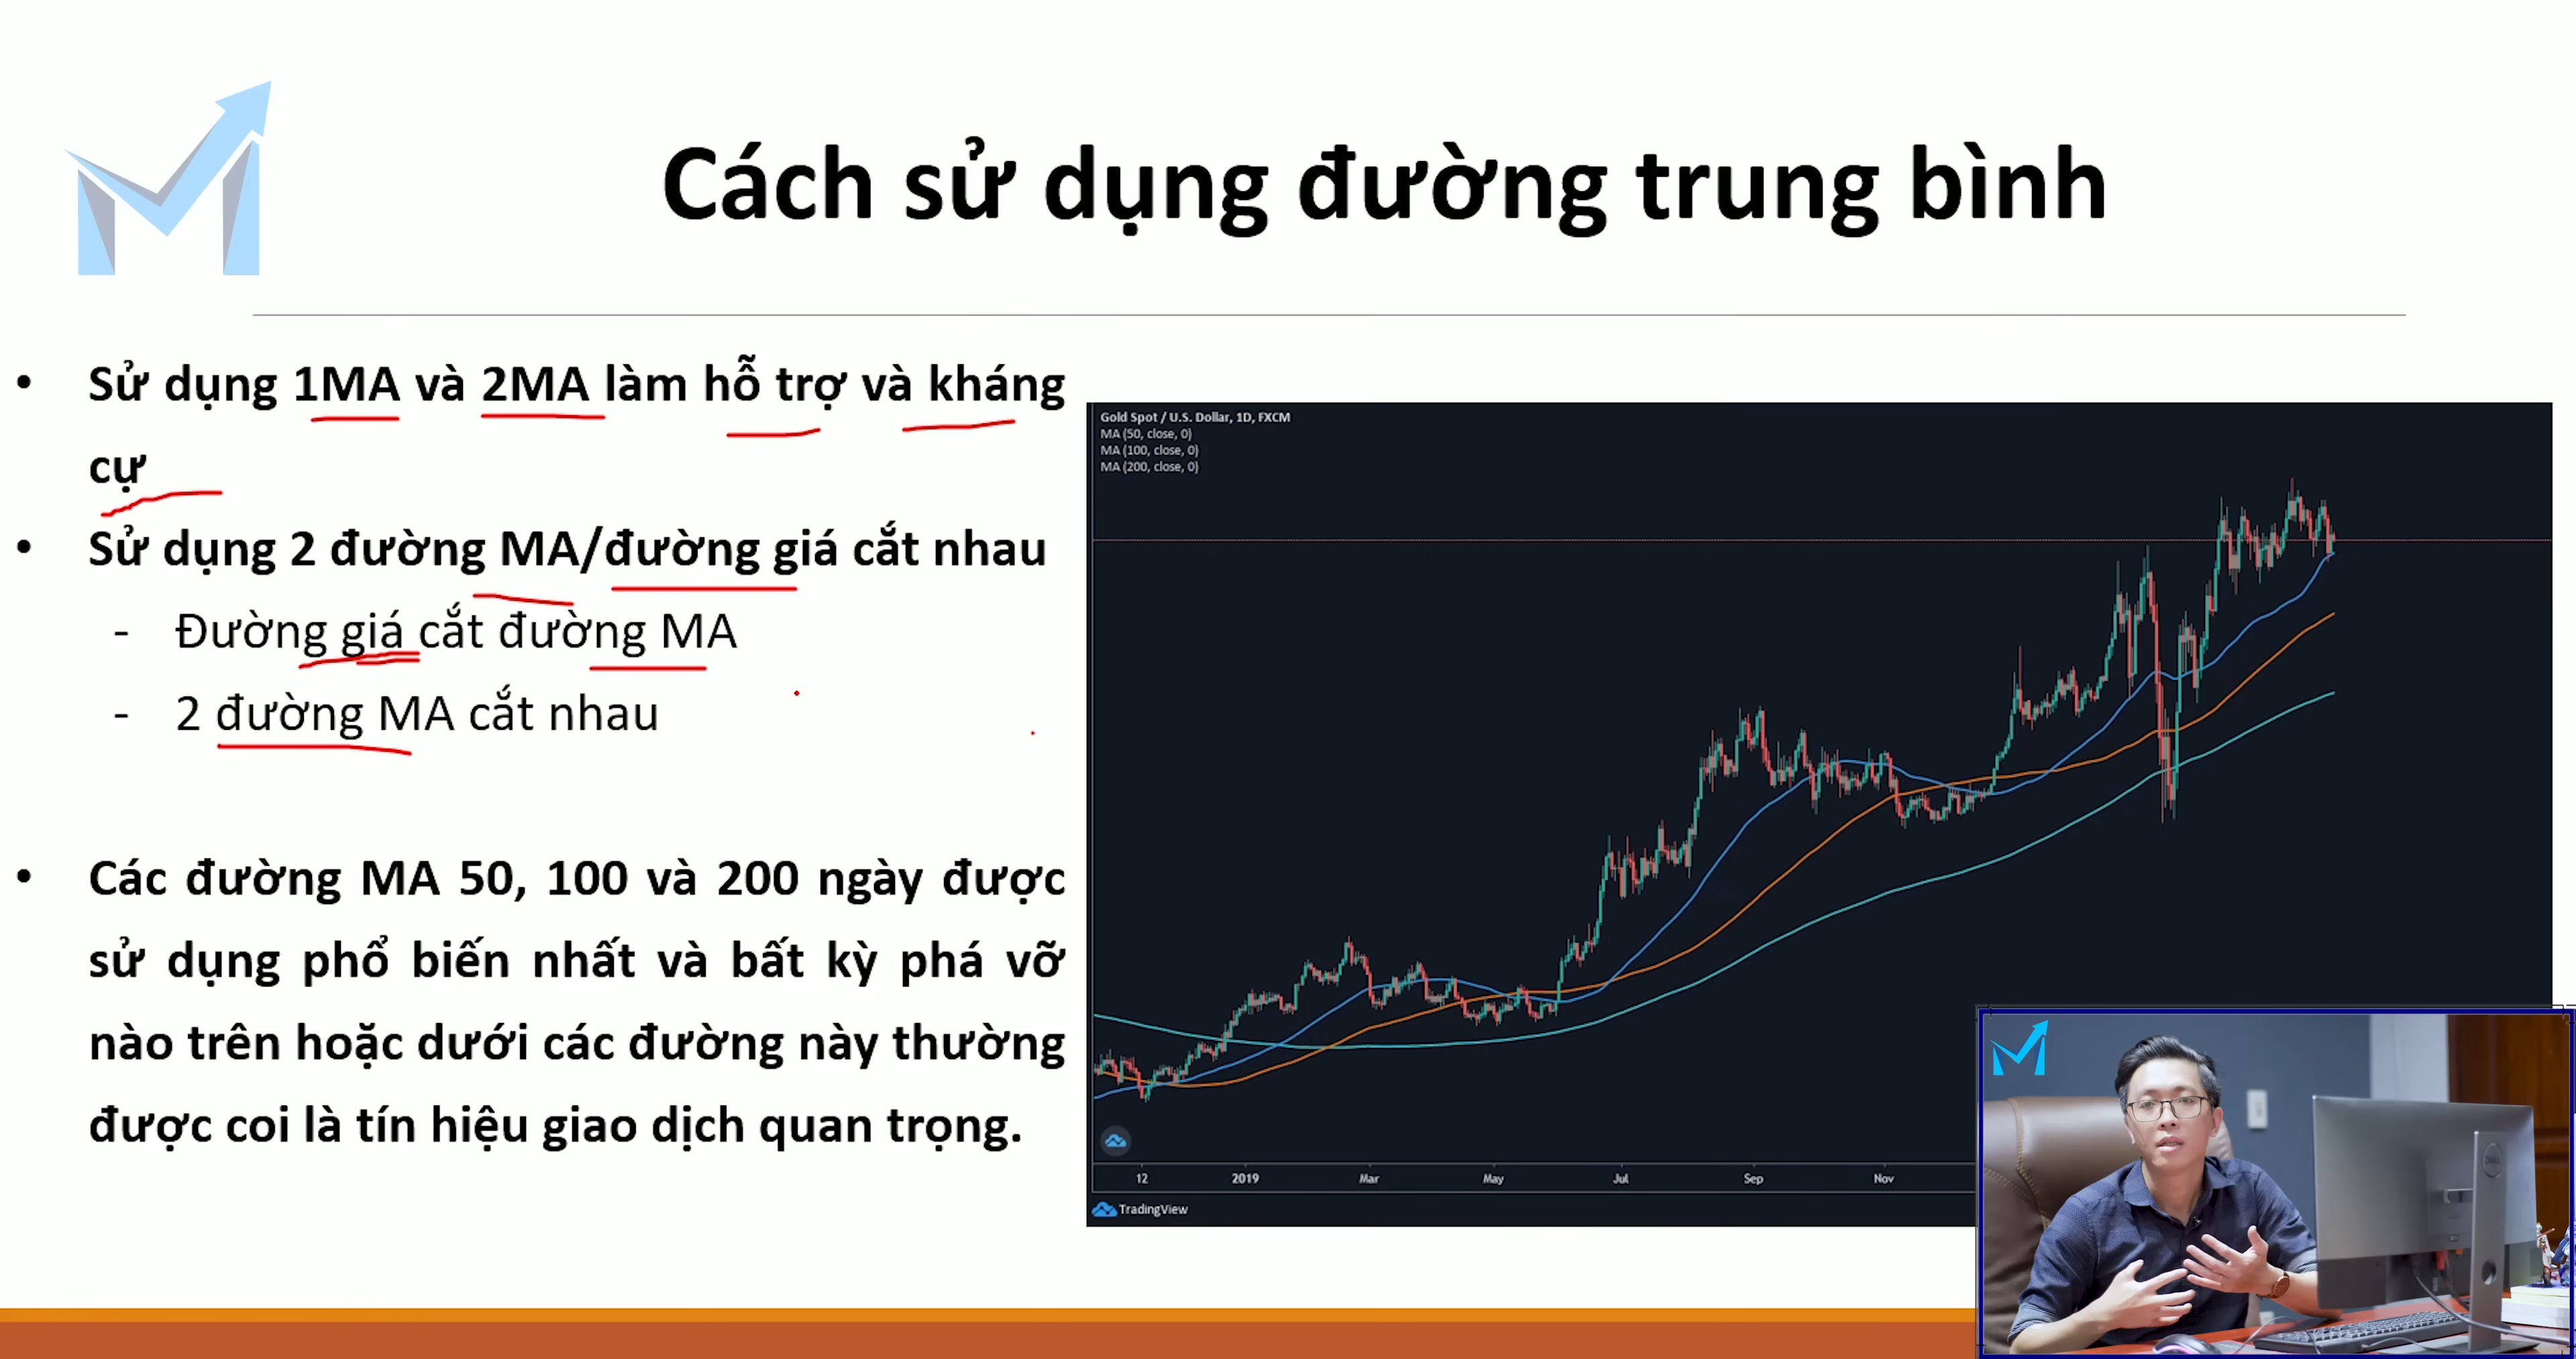 Cách sử dụng đường trung bình
• Sử dụng 1MA và 2MA làm hỗ trợ và kháng
cự
• Sử dụng 2 đường MA/đường giá cắt nhau
- Đường giá cắt đường MA
- 2 đường MA cắt nhau
• Các đường MA 50, 100 và 200 ngày được
sử dụng phổ biến nhất và bất kỳ phá vỡ
nào trên hoặc dưới các đường này thường
được coi là tín hiệu giao dịch quan trọng.
Gold Spot / U.S. Dollar, 1D, FXCM
MA (50, close, 0)
MA (100, close, 0)
MA (200, close, 0)
12 2019 Mar May Jul Sep Nov
TradingView